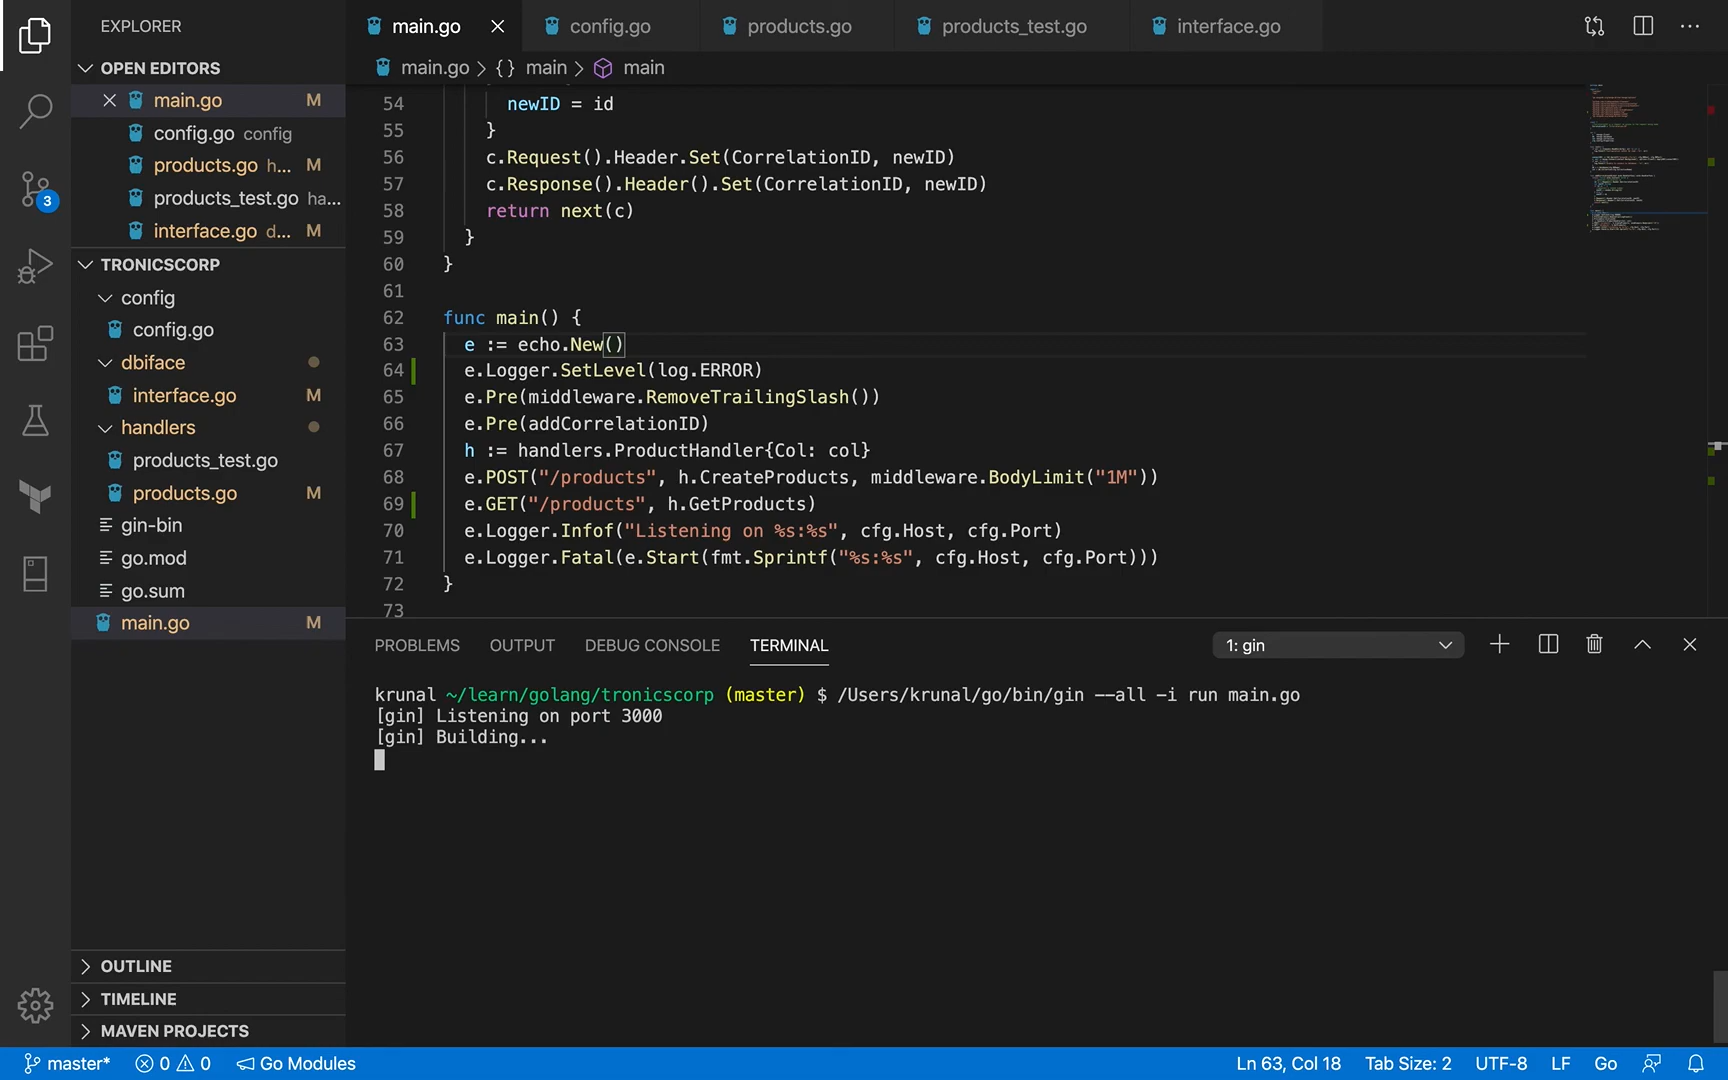 EXPLORER
OPEN EDITORS
main.go M
config.go config
products.go h... M
products_test.go ha...
interface.go d... M
TRONICSCORP
config
config.go
dbiface
interface.go M
handlers
products_test.go
products.go M
gin-bin
go.mod
go.sum
main.go M
OUTLINE
TIMELINE
MAVEN PROJECTS
3
main.go config.go products.go products_test.go interface.go
main.go > {} main > main
54 newID = id
55 }
56 c.Request().Header.Set(CorrelationID, newID)
57 c.Response().Header().Set(CorrelationID, newID)
58 return next(c)
59 }
60 }
61
62 func main() {
63 e := echo.New()
64 e.Logger.SetLevel(log.ERROR)
65 e.Pre(middleware.RemoveTrailingSlash())
66 e.Pre(addCorrelationID)
67 h := handlers.ProductHandler{Col: col}
68 e.POST("/products", h.CreateProducts, middleware.BodyLimit("1M"))
69 e.GET("/products", h.GetProducts)
70 e.Logger.Infof("Listening on %s:%s", cfg.Host, cfg.Port)
71 e.Logger.Fatal(e.Start(fmt.Sprintf("%s:%s", cfg.Host, cfg.Port)))
72 }
73
PROBLEMS OUTPUT DEBUG CONSOLE TERMINAL 1: gin
krunal ~/learn/golang/tronicscorp (master) $ /Users/krunal/go/bin/gin --all -i run main.go
[gin] Listening on port 3000
[gin] Building...
master* 0 0 Go Modules Ln 63, Col 18 Tab Size: 2 UTF-8 LF Go